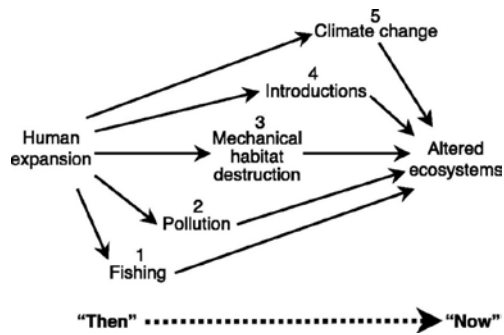 5
Climate change
4
Introductions
3
Mechanical
habitat
destruction
Human
expansion
Altered
ecosystems
2
Pollution
1
Fishing
“Then”
“Now”